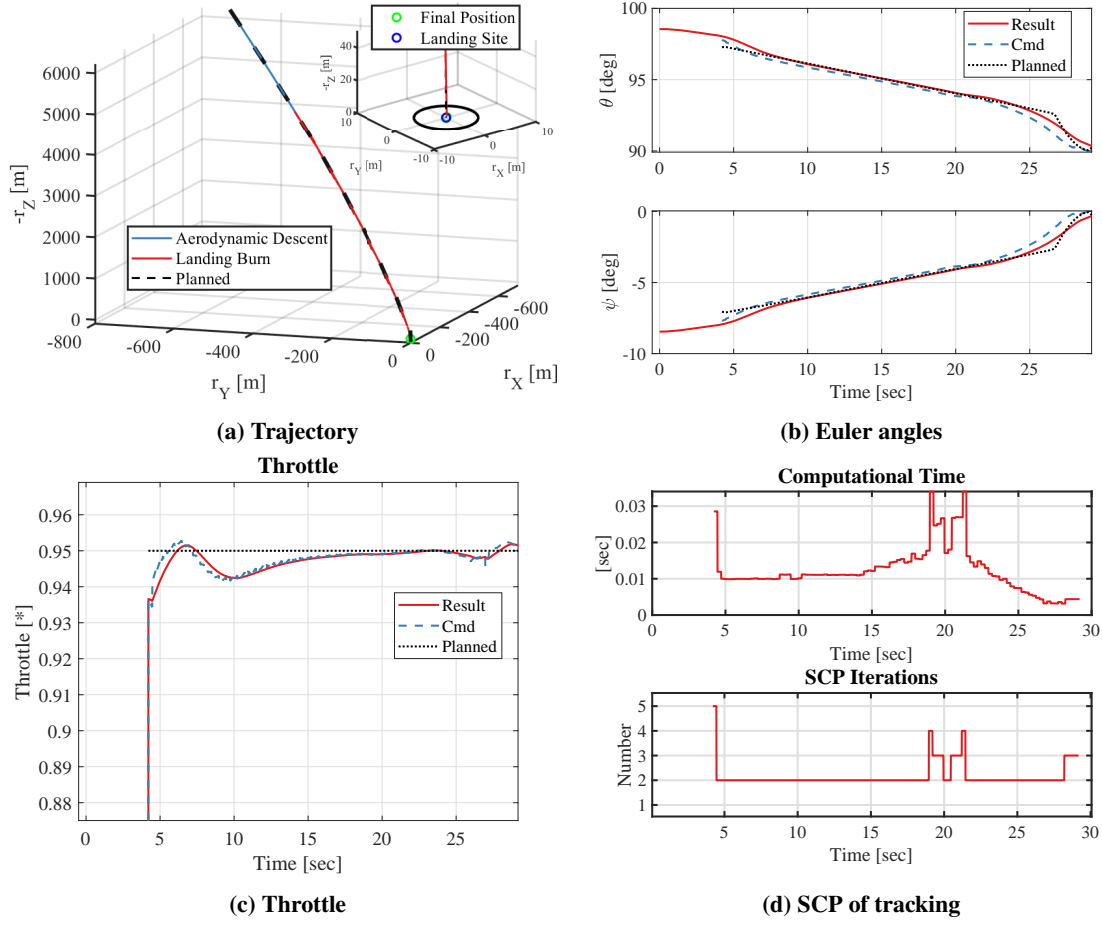 Final Position
Landing Site
-r_Z [m]
40
20
0
10
0
-10
r_Y [m]
-10
0
10
r_X [m]
6000
5000
4000
3000
2000
1000
0
-r_Z [m]
Aerodynamic Descent
Landing Burn
Planned
-800
-600
-400
-200
0
r_Y [m]
0
-200
-400
-600
r_X [m]
(a) Trajectory
100
95
90
θ [deg]
Result
Cmd
Planned
0
5
10
15
20
25
0
-5
-10
ψ [deg]
0
5
10
15
20
25
Time [sec]
(b) Euler angles
Throttle
0.96
0.95
0.94
0.93
0.92
0.91
0.9
0.89
0.88
Throttle [*]
Result
Cmd
Planned
0
5
10
15
20
25
Time [sec]
(c) Throttle
Computational Time
0.03
0.02
0.01
0
[sec]
0
5
10
15
20
25
30
Time [sec]
SCP Iterations
5
4
3
2
1
Number
0
5
10
15
20
25
30
Time [sec]
(d) SCP of tracking